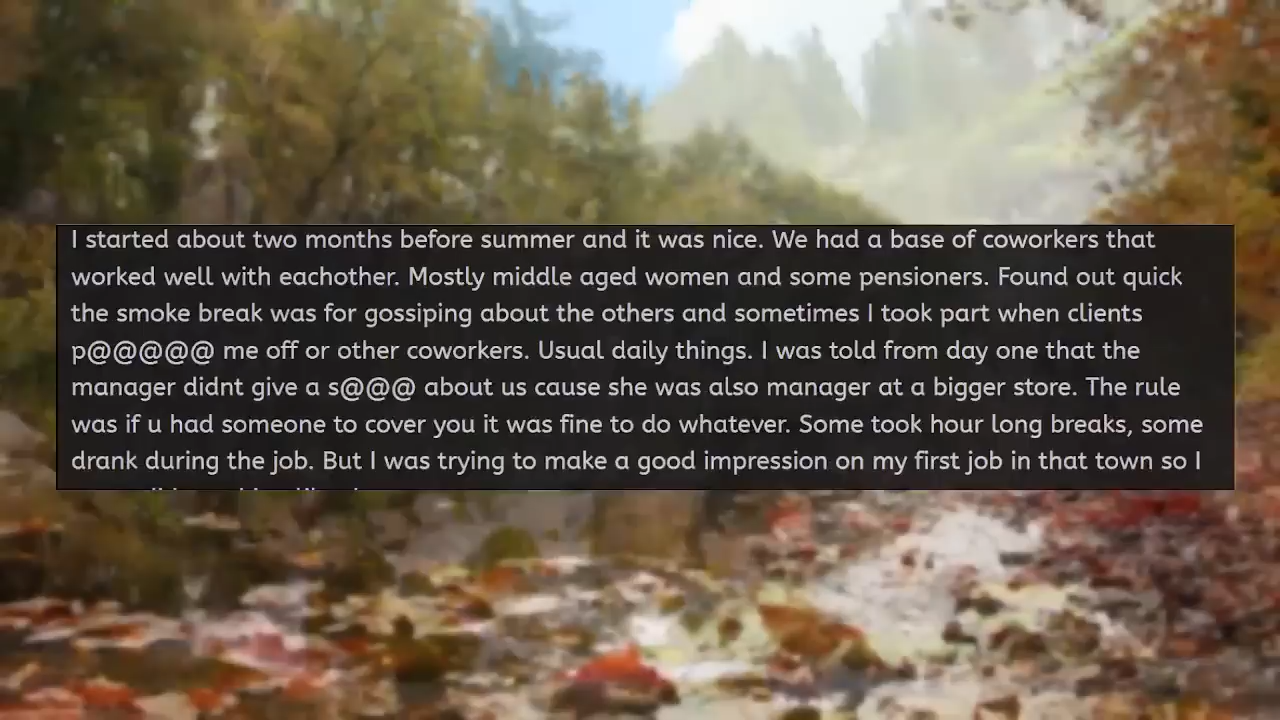 I started about two months before summer and it was nice. We had a base of coworkers that
worked well with eachother. Mostly middle aged women and some pensioners. Found out quick
the smoke break was for gossiping about the others and sometimes I took part when clients
p@@@@@ me off or other coworkers. Usual daily things. I was told from day one that the
manager didnt give a s@@@ about us cause she was also manager at a bigger store. The rule
was if u had someone to cover you it was fine to do whatever. Some took hour long breaks, some
drank during the job. But I was trying to make a good impression on my first job in that town so I